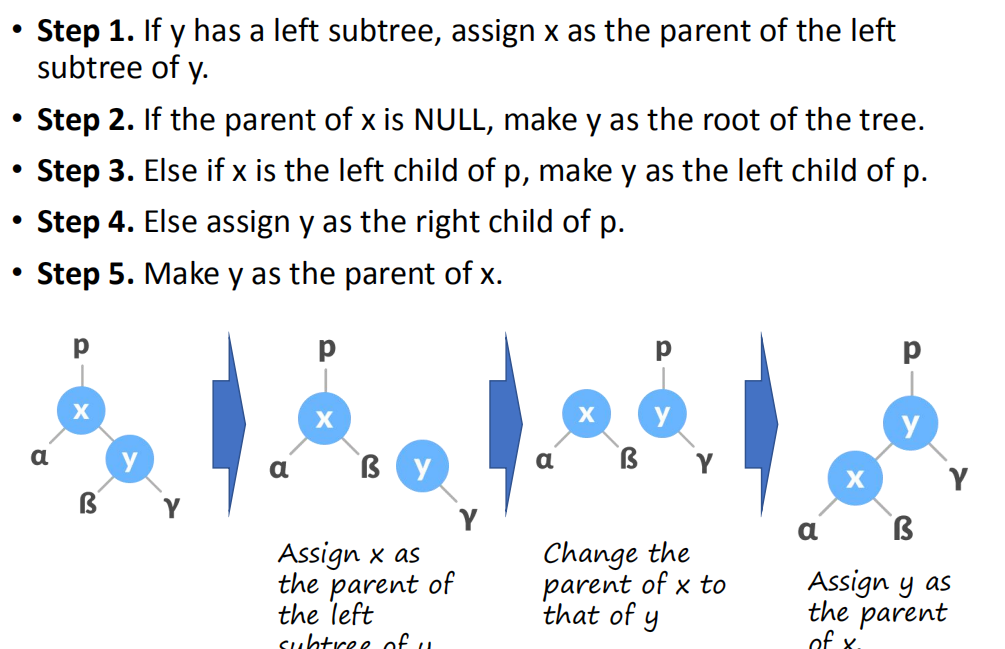 • Step 1. If y has a left subtree, assign x as the parent of the left
subtree of y.
• Step 2. If the parent of x is NULL, make y as the root of the tree.
• Step 3. Else if x is the left child of p, make y as the left child of p.
• Step 4. Else assign y as the right child of p.
• Step 5. Make y as the parent of x.
p
x
α
y
ß
γ
p
x
α
ß
y
γ
Assign x as
the parent of
the left
subtree of y
p
x
y
α
ß
γ
Change the
parent of x to
that of y
p
y
x
γ
α
ß
Assign y as
the parent
of x.